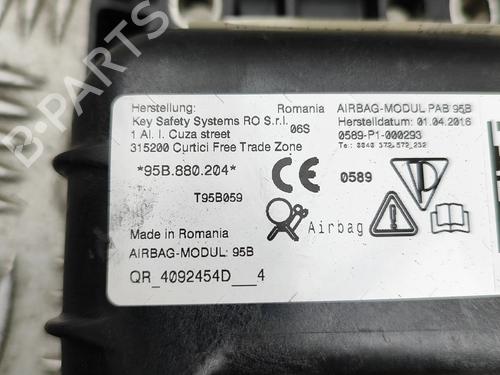 Herstellung: Romania AIRBAG-MODUL PAB 95B
Key Safety Systems RO S.r.l. Herstelldatum: 01.04.2016
1 Al. I. Cuza street 06S 0589-P1-000293
315200 Curtici Free Trade Zone
*95B.880.204* CE 0589
T95B059
Airbag
Made in Romania
AIRBAG-MODUL: 95B
QR_4092454D___4